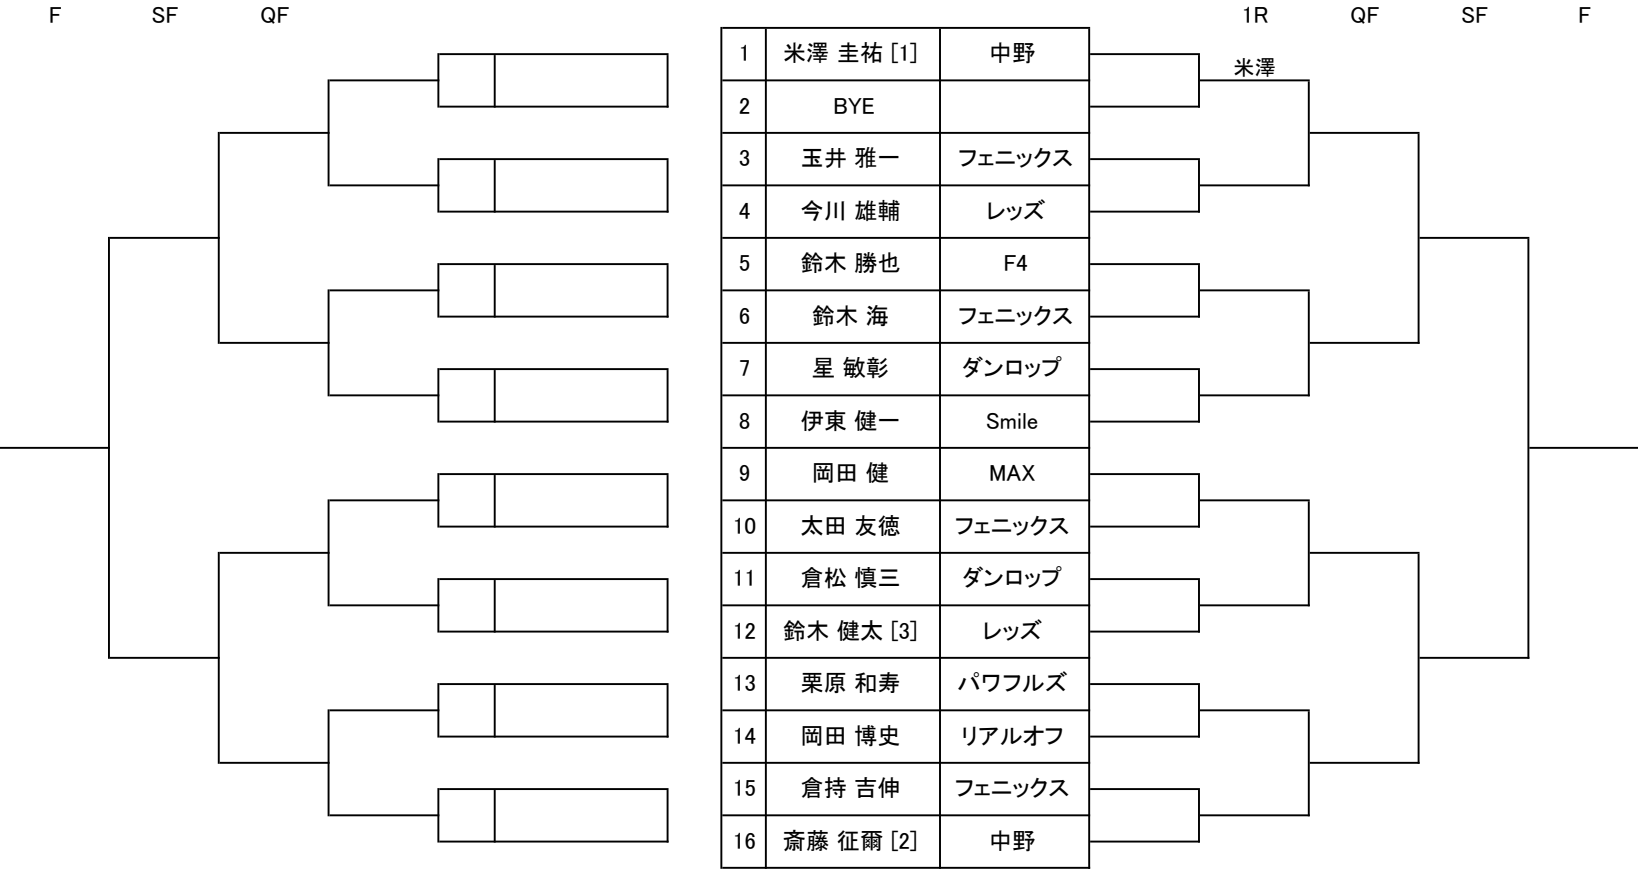 F SF QF 1R QF SF F
1 米澤 圭祐 [1] 中野
米澤
2 BYE
3 玉井 雅一 フェニックス
4 今川 雄輔 レッズ
5 鈴木 勝也 F4
6 鈴木 海 フェニックス
7 星 敏彰 ダンロップ
8 伊東 健一 Smile
9 岡田 健 MAX
10 太田 友徳 フェニックス
11 倉松 慎三 ダンロップ
12 鈴木 健太 [3] レッズ
13 栗原 和寿 パワフルズ
14 岡田 博史 リアルオフ
15 倉持 吉伸 フェニックス
16 斎藤 征爾 [2] 中野